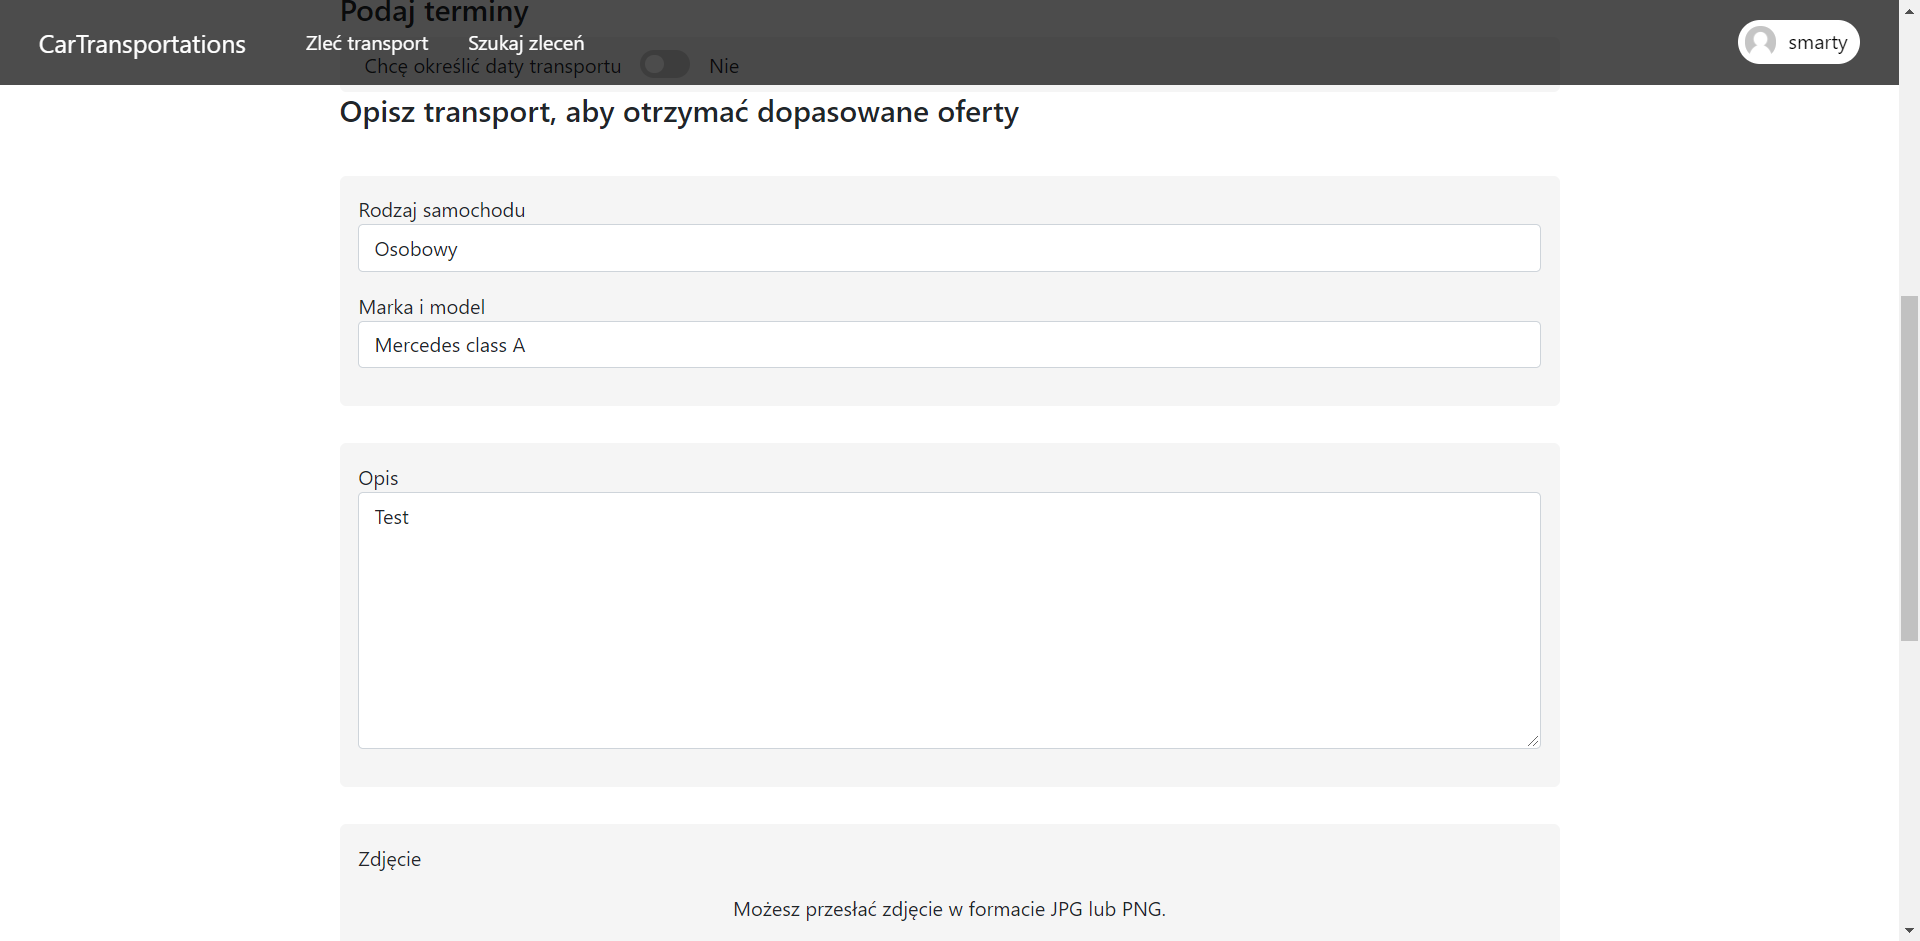 Podaj terminy
CarTransportations
Zleć transport
Szukaj zleceń
smarty
Chcę określić daty transportu
Nie
Opisz transport, aby otrzymać dopasowane oferty
Rodzaj samochodu
Osobowy
Marka i model
Mercedes class A
Opis
Test
Zdjęcie
Możesz przesłać zdjęcie w formacie JPG lub PNG.